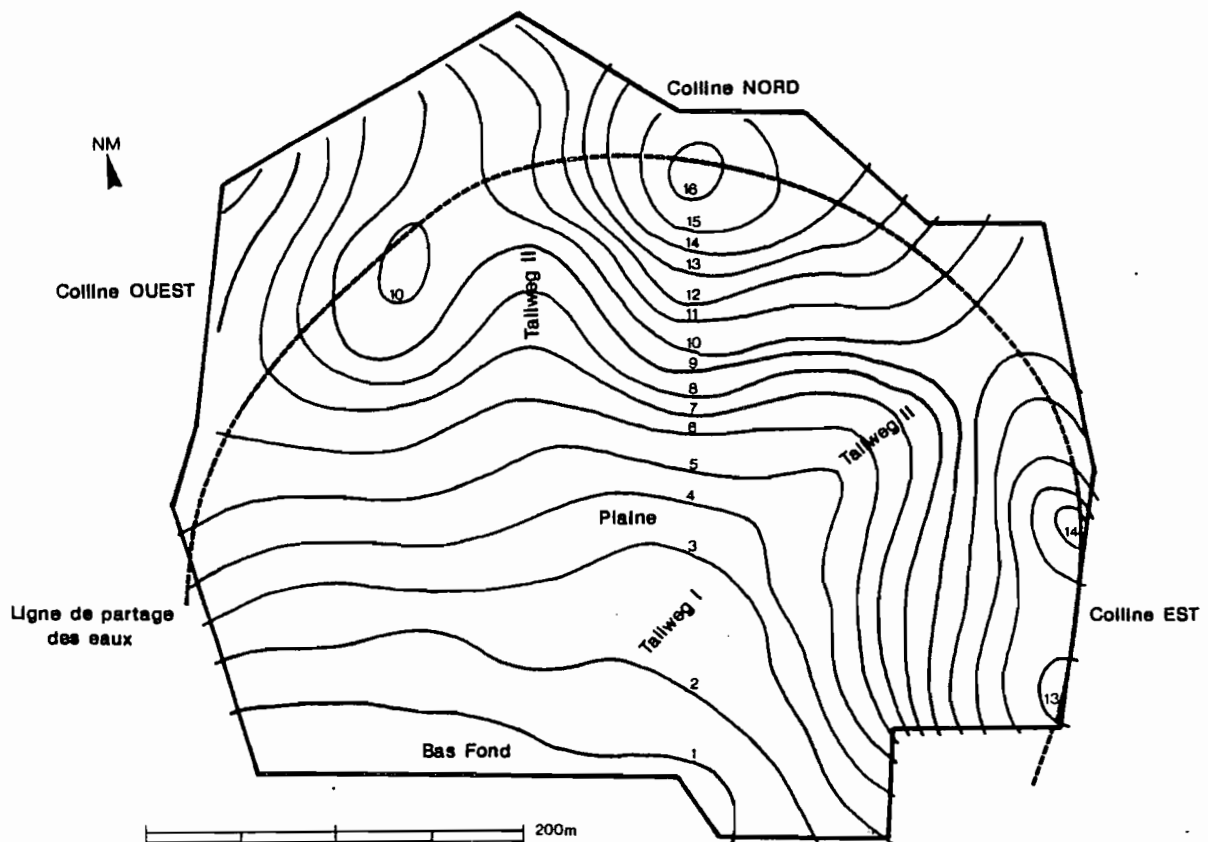 Colline NORD
NM
16
15
14
13
12
11
10
9
8
7
6
5
4
3
2
1
Colline OUEST
10
Tallweg II
Tallweg II
Plaine
14
Ligne de partage
des eaux
Tallweg I
Colline EST
13
Bas Fond
200m